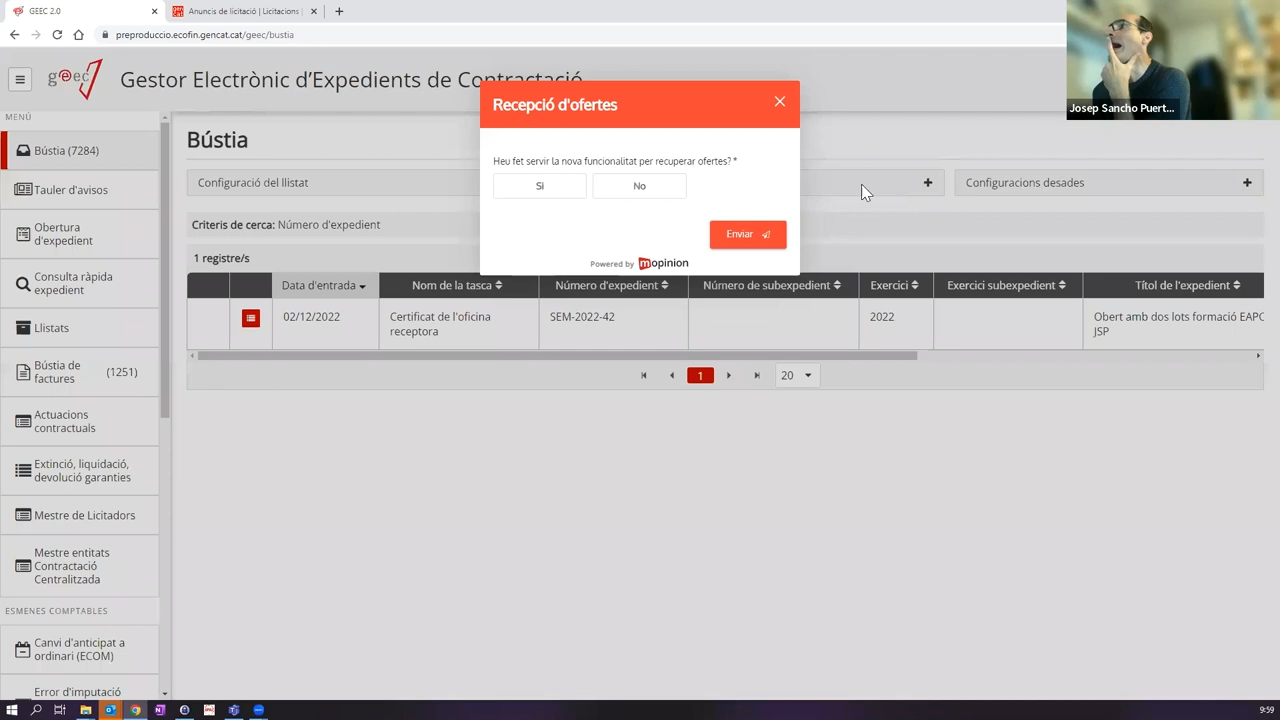 GEEC 2.0
Anuncis de licitació | Licitacions
preproduccio.ecofin.gencat.cat/geec/bustia
geec
Gestor Electrònic d'Expedients de Contractació
Josep Sancho Puert...
MENÚ
Bústia (7284)
Tauler d'avisos
Obertura
d'expedient
Consulta ràpida
expedient
Llistats
Bústia de
factures (1251)
Actuacions
contractuals
Extinció, liquidació,
devolució garanties
Mestre de Licitadors
Mestre entitats
Contractació
Centralitzada
ESMENES COMPTABLES
Canvi d'anticipat a
ordinari (ECOM)
Error d'imputació
Bústia
Configuració del llistat
Configuracions desades
Criteris de cerca: Número d'expedient
1 registre/s
Recepció d'ofertes
Heu fet servir la nova funcionalitat per recuperar ofertes? *
Si No
Enviar
Powered by mopinion
Data d'entrada Nom de la tasca Número d'expedient Número de subexpedient Exercici Exercici subexpedient Títol de l'expedient
02/12/2022 Certificat de l'oficina SEM-2022-42 2022 Obert amb dos lots formació EAPC
receptora JSP
1 20
9:59